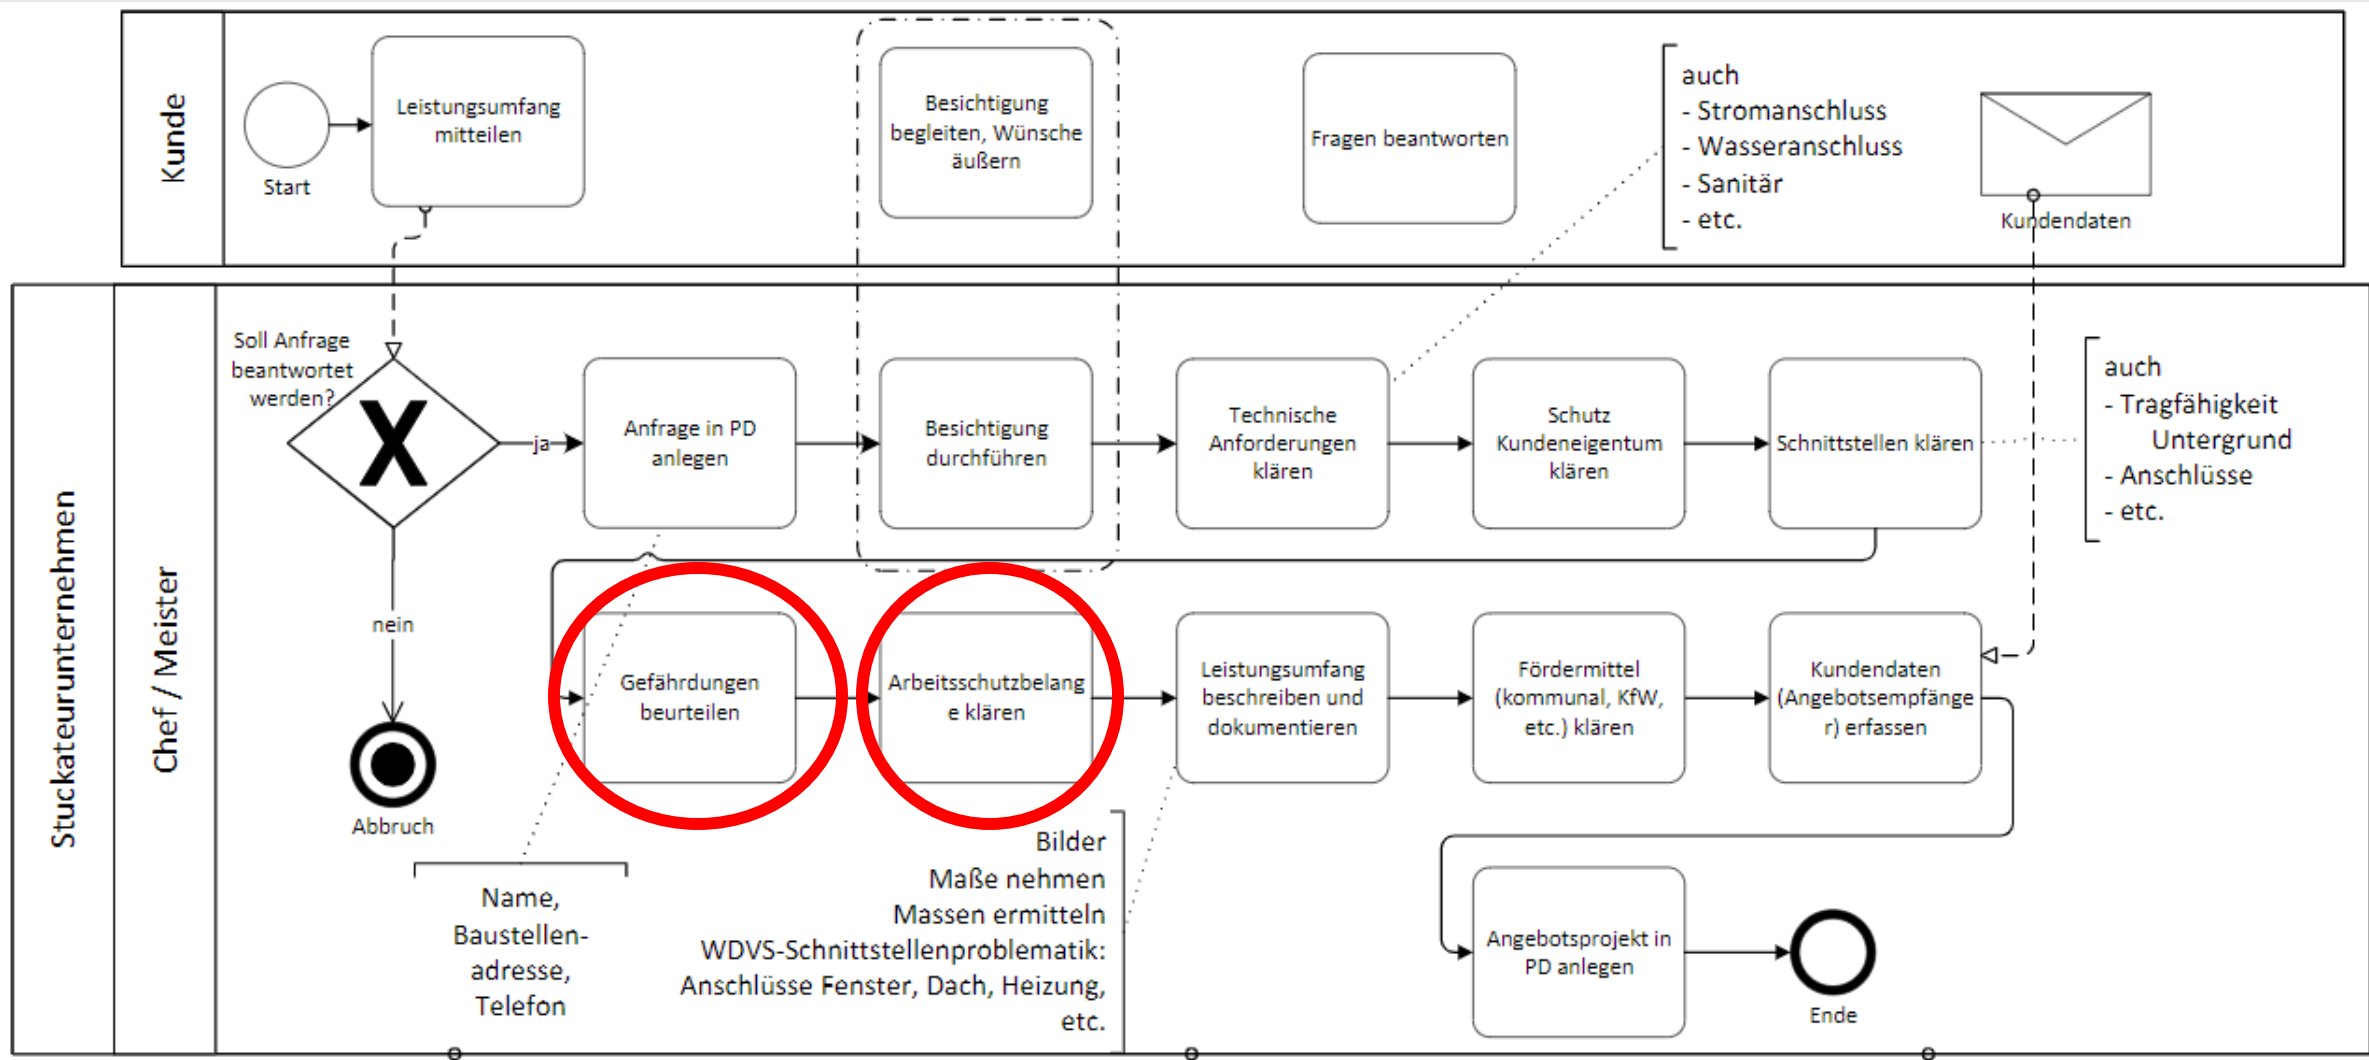 Kunde
Start
Leistungsumfang
mitteilen
Besichtigung
begleiten, Wünsche
äußern
Fragen beantworten
auch
- Stromanschluss
- Wasseranschluss
- Sanitär
- etc.
Kundendaten
Stuckateurunternehmen
Chef / Meister
Soll Anfrage
beantwortet
werden?
X
ja
Anfrage in PD
anlegen
Besichtigung
durchführen
Technische
Anforderungen
klären
Schutz
Kundeneigentum
klären
Schnittstellen klären
auch
- Tragfähigkeit
Untergrund
- Anschlüsse
- etc.
nein
Abbruch
Gefährdungen
beurteilen
Arbeitsschutzbelang
e klären
Leistungsumfang
beschreiben und
dokumentieren
Fördermittel
(kommunal, KfW,
etc.) klären
Kundendaten
(Angebotsempfänge
r) erfassen
Name,
Baustellen-
adresse,
Telefon
Bilder
Maße nehmen
Massen ermitteln
WDVS-Schnittstellenproblematik:
Anschlüsse Fenster, Dach, Heizung,
etc.
Angebotsprojekt in
PD anlegen
Ende